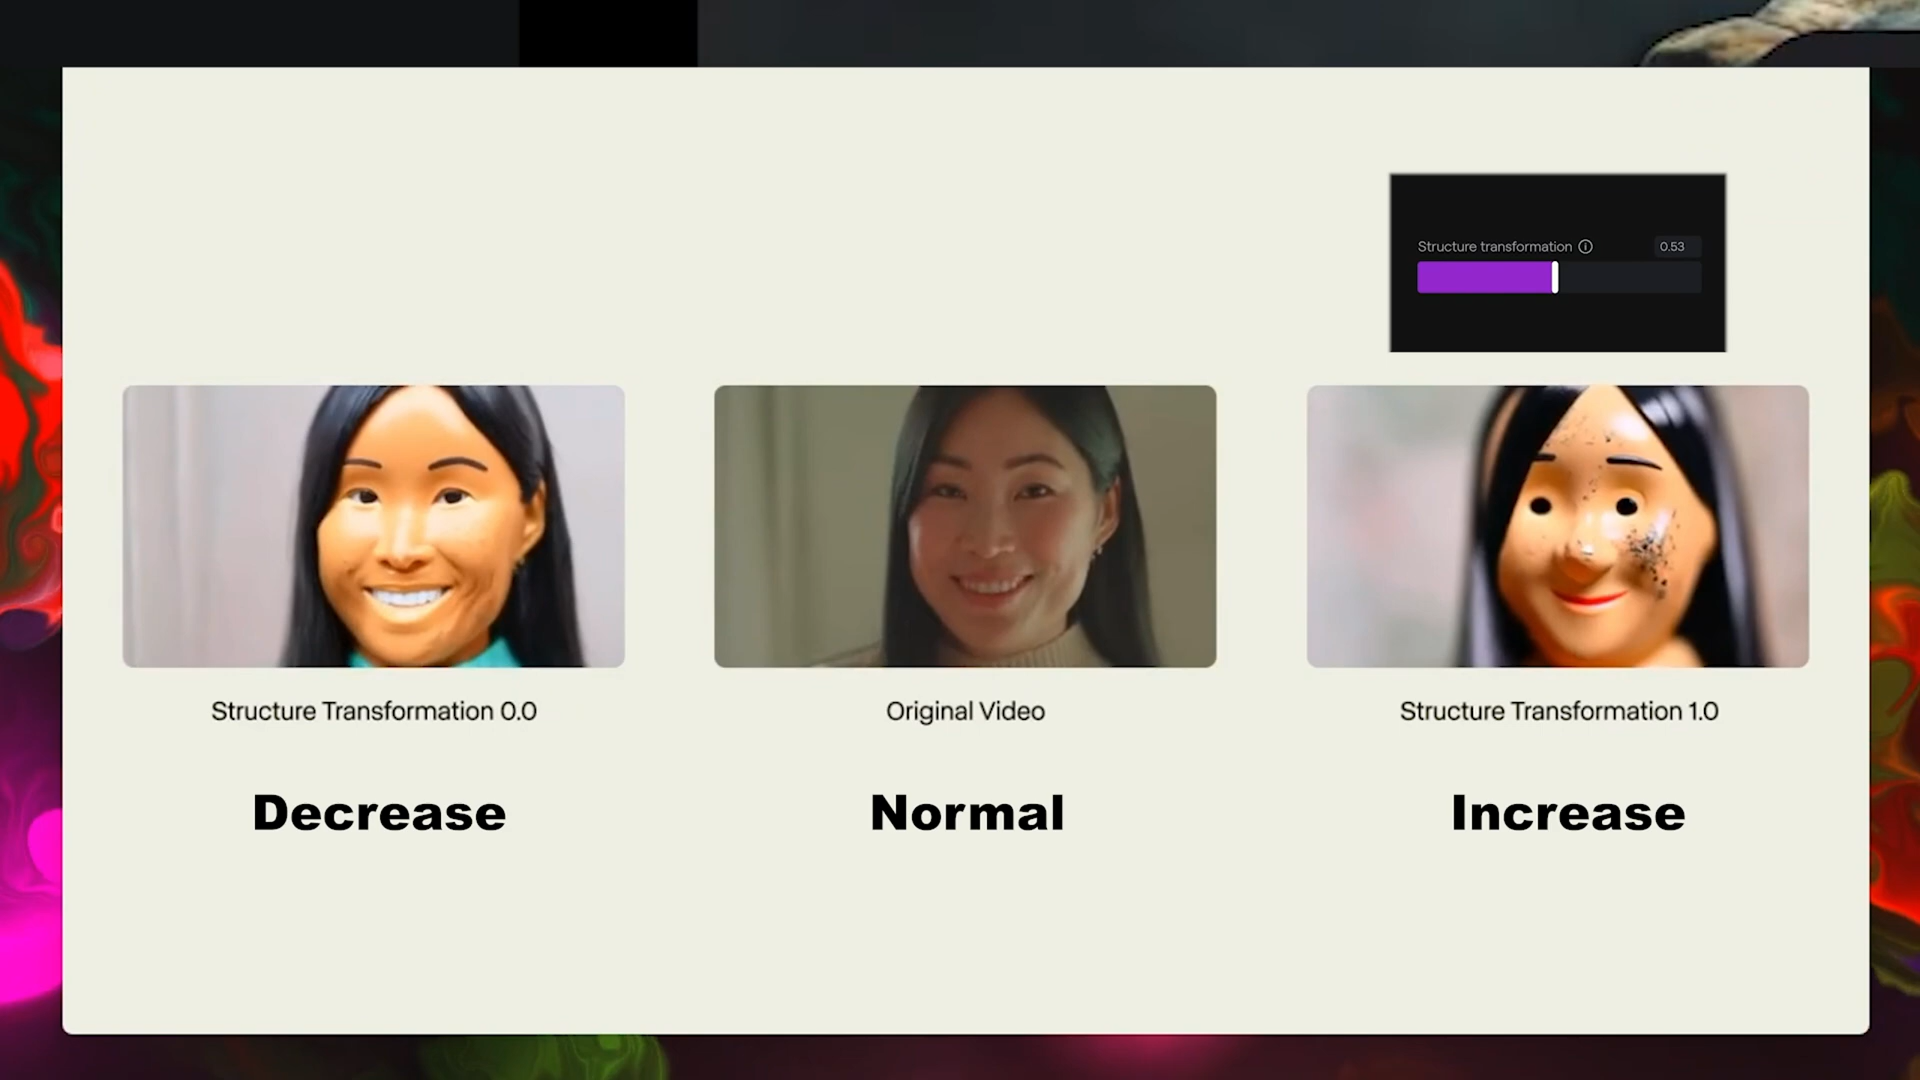 Structure transformation
0.53
Structure Transformation 0.0
Original Video
Structure Transformation 1.0
Decrease
Normal
Increase